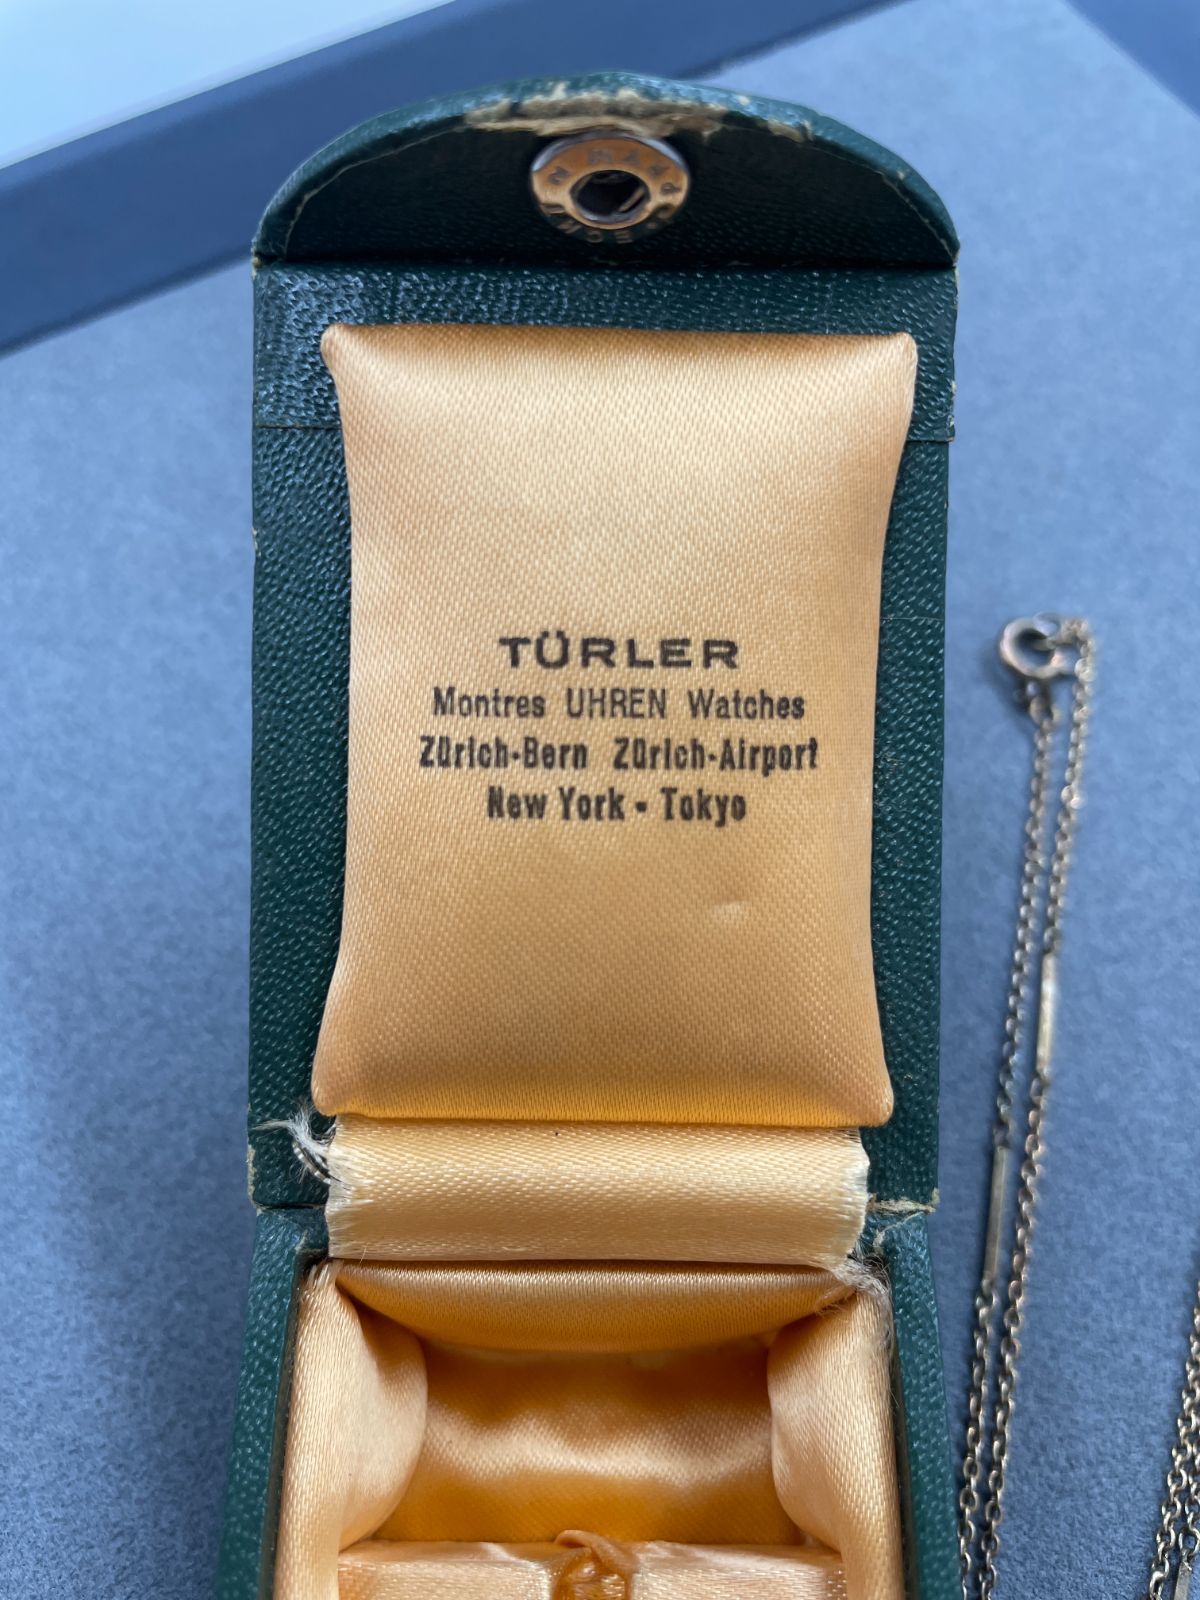 TÜRLER
Montres UHREN Watches
Zürich-Bern Zürich-Airport
New York - Tokyo